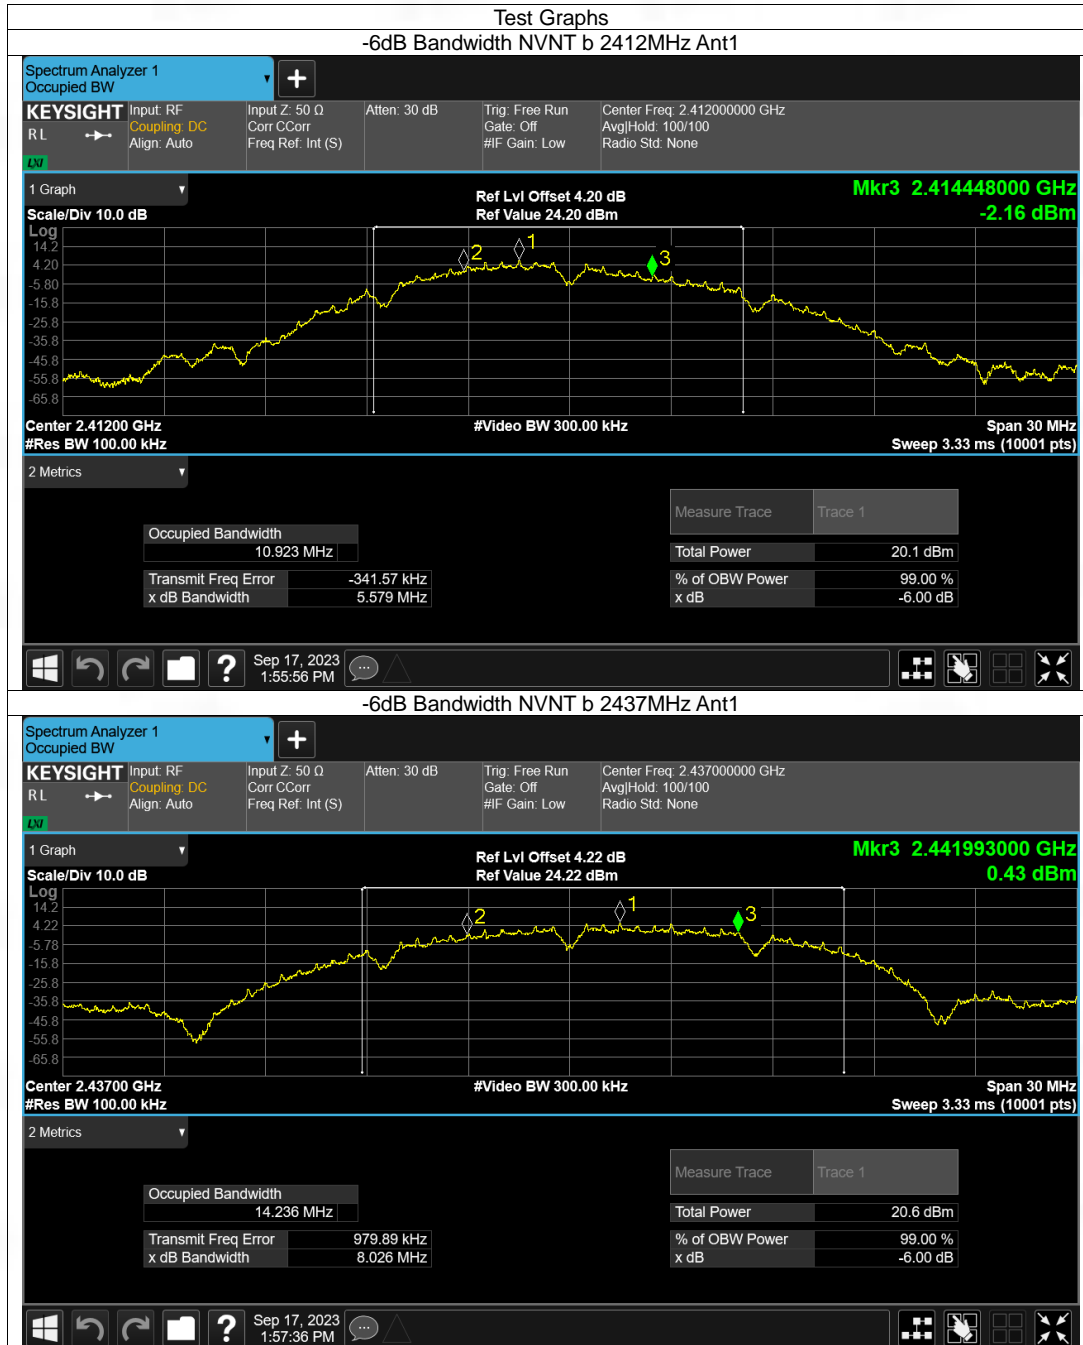 Test Graphs
-6dB Bandwidth NVNT b 2412MHz Ant1
Spectrum Analyzer 1
Occupied BW
+
KEYSIGHT Input: RF Input Z: 50 Ω Atten: 30 dB Trig: Free Run Center Freq: 2.412000000 GHz
RL Coupling: DC Corr CCorr Gate: Off Avg|Hold: 100/100
Align: Auto Freq Ref: Int (S) #IF Gain: Low Radio Std: None
LXI
1 Graph Ref Lvl Offset 4.20 dB Mkr3 2.414448000 GHz
Scale/Div 10.0 dB Ref Value 24.20 dBm -2.16 dBm
Log
14.2
4.20
-5.80
-15.8
-25.8
-35.8
-45.8
-55.8
-65.8
2 1 3
Center 2.41200 GHz #Video BW 300.00 kHz Span 30 MHz
#Res BW 100.00 kHz Sweep 3.33 ms (10001 pts)
2 Metrics
Measure Trace Trace 1
Occupied Bandwidth
10.923 MHz Total Power 20.1 dBm
Transmit Freq Error -341.57 kHz % of OBW Power 99.00 %
x dB Bandwidth 5.579 MHz x dB -6.00 dB
? Sep 17, 2023
1:55:56 PM
-6dB Bandwidth NVNT b 2437MHz Ant1
Spectrum Analyzer 1
Occupied BW
+
KEYSIGHT Input: RF Input Z: 50 Ω Atten: 30 dB Trig: Free Run Center Freq: 2.437000000 GHz
RL Coupling: DC Corr CCorr Gate: Off Avg|Hold: 100/100
Align: Auto Freq Ref: Int (S) #IF Gain: Low Radio Std: None
LXI
1 Graph Ref Lvl Offset 4.22 dB Mkr3 2.441993000 GHz
Scale/Div 10.0 dB Ref Value 24.22 dBm 0.43 dBm
Log
14.2
4.22
-5.78
-15.8
-25.8
-35.8
-45.8
-55.8
-65.8
2 1 3
Center 2.43700 GHz #Video BW 300.00 kHz Span 30 MHz
#Res BW 100.00 kHz Sweep 3.33 ms (10001 pts)
2 Metrics
Measure Trace Trace 1
Occupied Bandwidth
14.236 MHz Total Power 20.6 dBm
Transmit Freq Error 979.89 kHz % of OBW Power 99.00 %
x dB Bandwidth 8.026 MHz x dB -6.00 dB
? Sep 17, 2023
1:57:36 PM